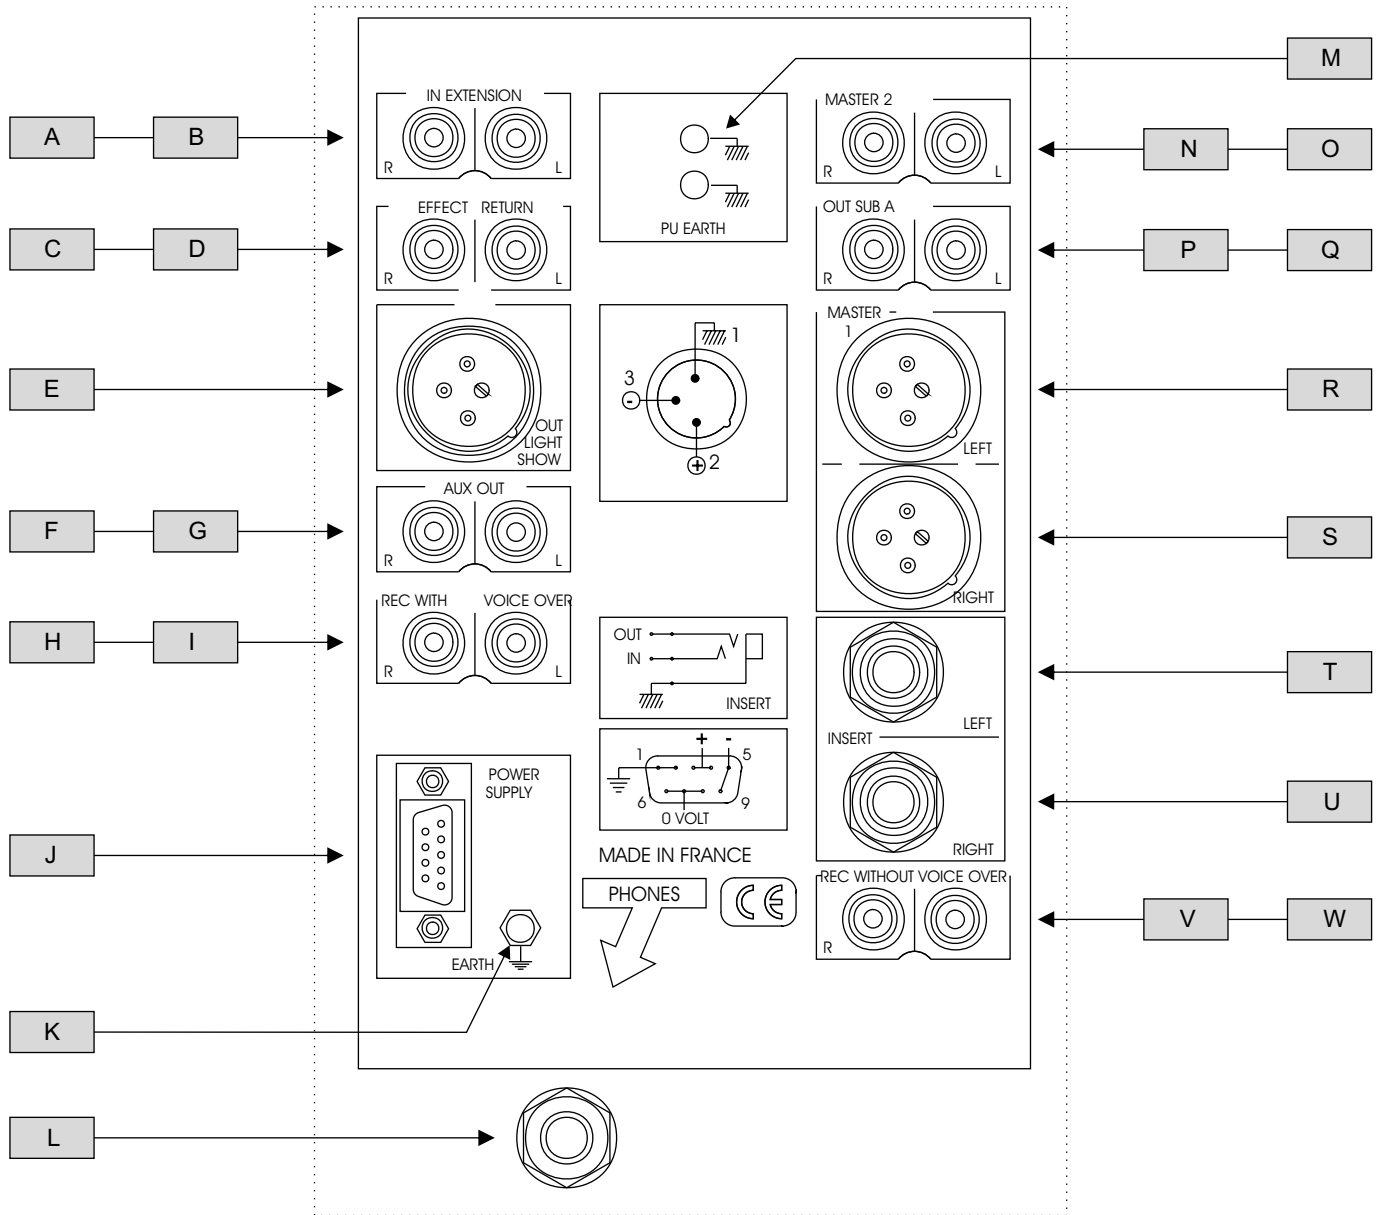 M
IN EXTENSION
MASTER 2
A
B
N
O
R
L
PU EARTH
R
L
EFFECT RETURN
OUT SUB A
C
D
P
Q
R
L
R
L
MASTER -
1
1
3
-
+
2
E
OUT
LIGHT
SHOW
R
LEFT
AUX OUT
F
G
R
L
S
RIGHT
REC WITH VOICE OVER
H
I
R
L
OUT
IN
INSERT
T
LEFT
INSERT
+ -
1 5
6 9
0 VOLT
U
RIGHT
POWER
SUPPLY
J
EARTH
MADE IN FRANCE
PHONES
CE
REC WITHOUT VOICE OVER
R
V
W
K
L